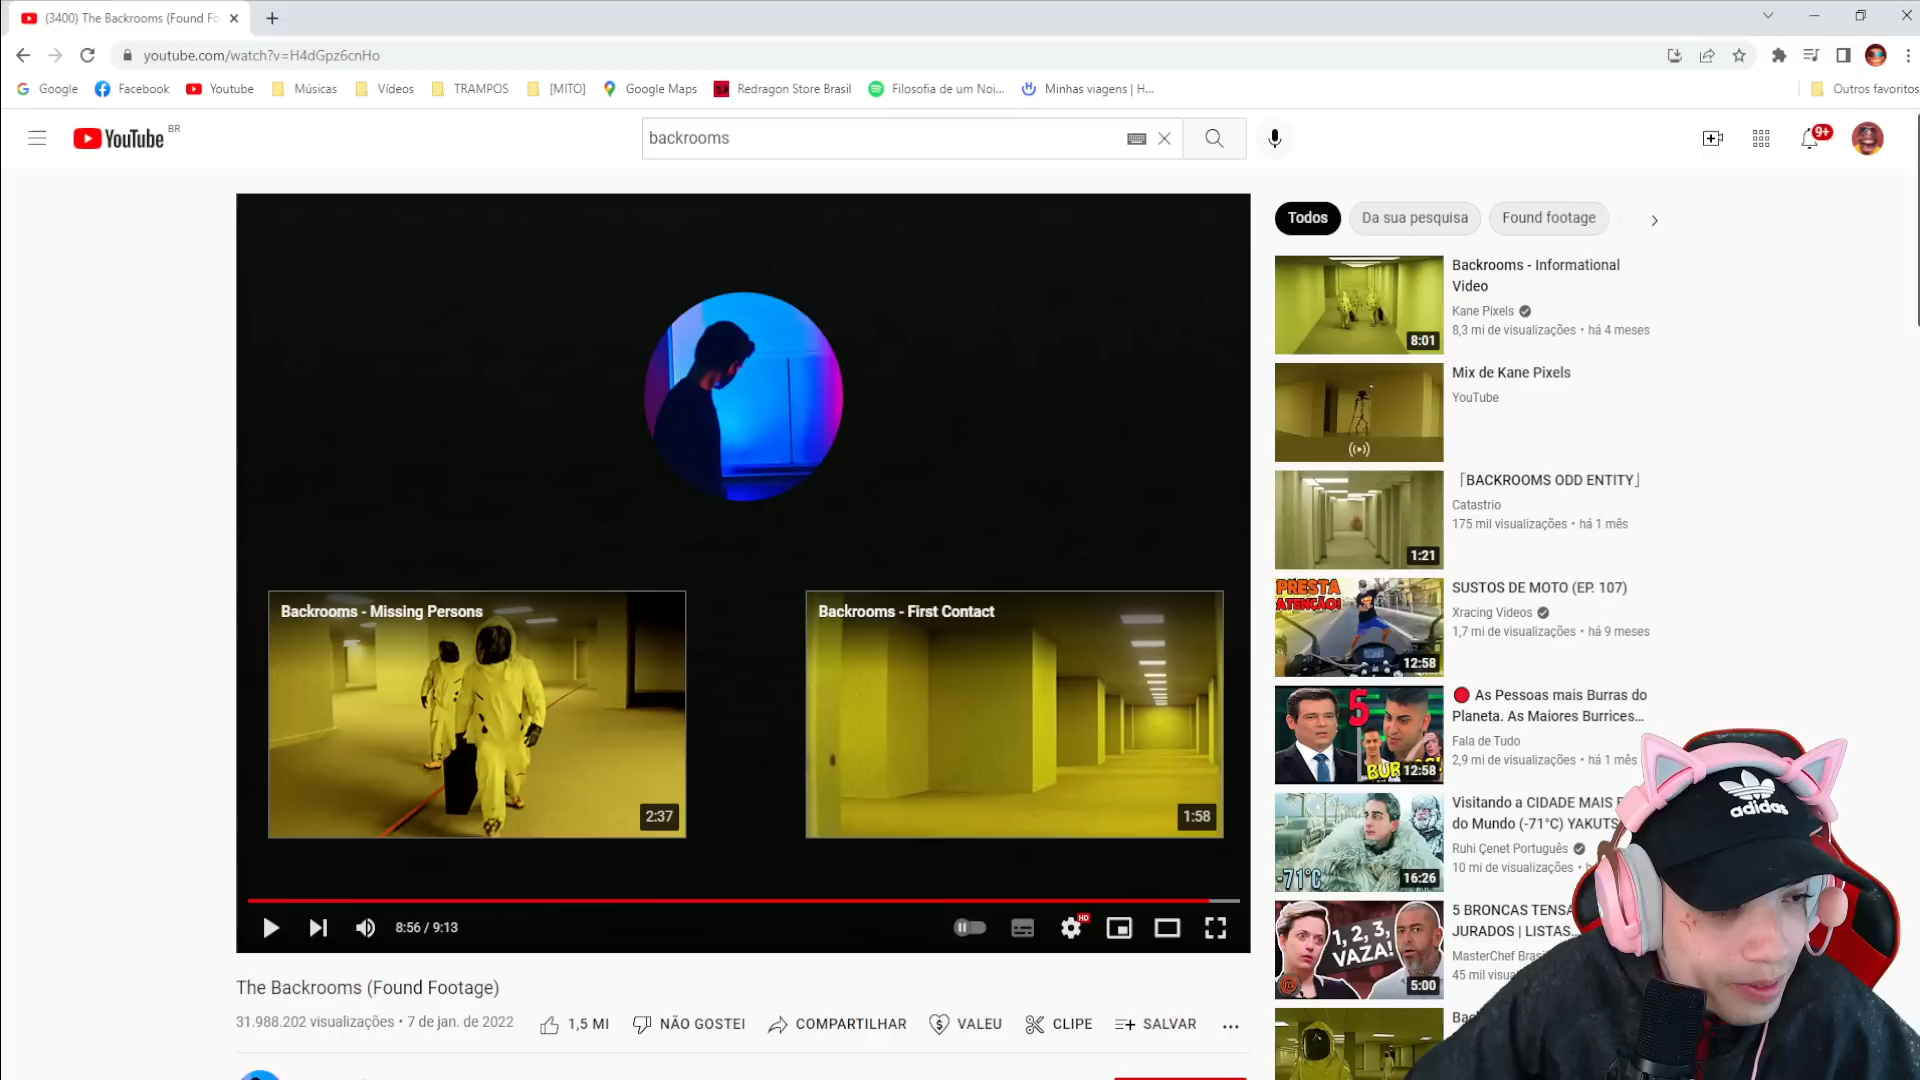 (3400) The Backrooms (Found Fo
youtube.com/watch?v=H4dGpz6cnHo
Google
Facebook
Youtube
Músicas
Vídeos
TRAMPOS
[MITO]
Google Maps
Redragon Store Brasil
Filosofia de um Noi...
Minhas viagens | H...
Outros favoritos
YouTube BR
backrooms
9+
Todos
Da sua pesquisa
Found footage
Backrooms - Missing Persons
2:37
Backrooms - First Contact
1:58
8:56 / 9:13
HD
The Backrooms (Found Footage)
31.988.202 visualizações • 7 de jan. de 2022
1,5 MI
NÃO GOSTEI
COMPARTILHAR
VALEU
CLIPE
SALVAR
8:01
Backrooms - Informational
Video
Kane Pixels
8,3 mi de visualizações • há 4 meses
Mix de Kane Pixels
YouTube
1:21
「BACKROOMS ODD ENTITY」
Catastrio
175 mil visualizações • há 1 mês
PRESTA
ATENÇÃO!
12:58
SUSTOS DE MOTO (EP. 107)
Xracing Videos
1,7 mi de visualizações • há 9 meses
5
12:58
As Pessoas mais Burras do
Planeta. As Maiores Burrices...
Fala de Tudo
2,9 mi de visualizações • há 1 mês
-71°C
16:26
Visitando a CIDADE MAIS
do Mundo (-71°C) YAKUTS
Ruhi Çenet Português
10 mi de visualizações •
1, 2, 3,
VAZA!
5:00
5 BRONCAS TENSA
JURADOS | LISTAS...
MasterChef Bras
45 mil visua
adidas